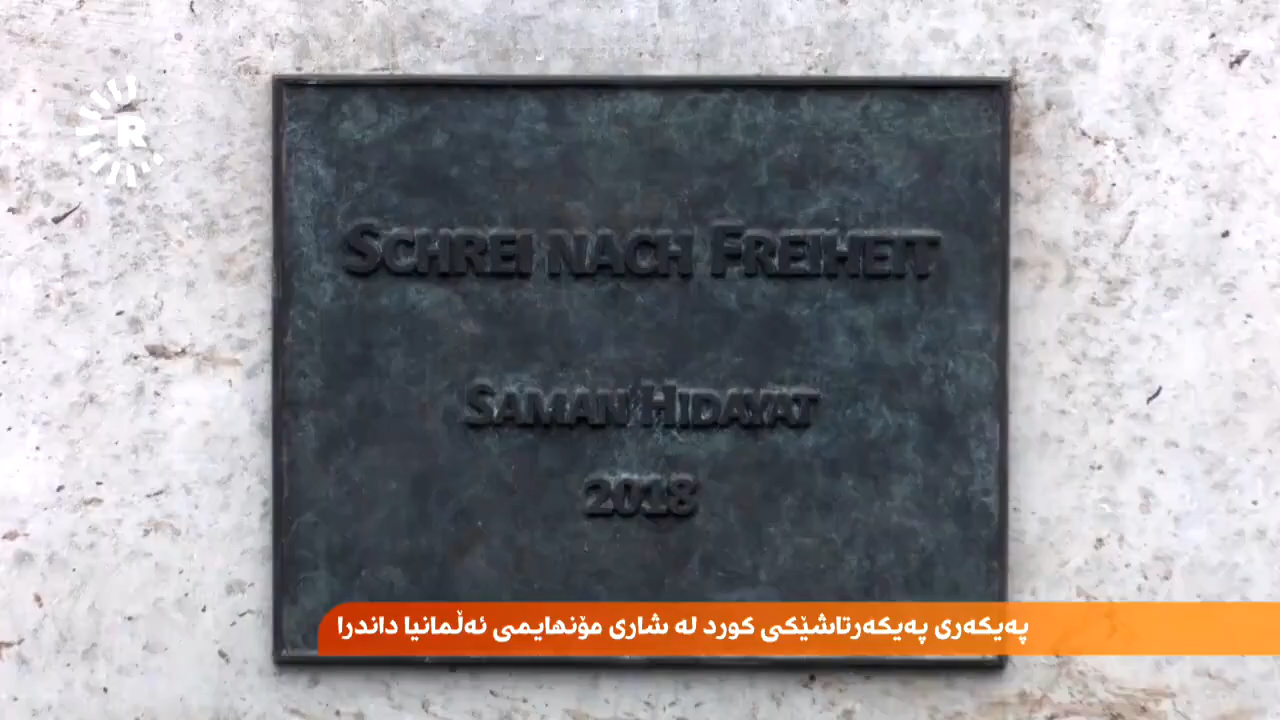 R
SCHREI NACH FREIHEIT
SAMAN HIDAYAT
2018
پەیکەری پەیکەرتاشێکی کورد لە شاری مۆنهایمی ئەڵمانیا داندرا